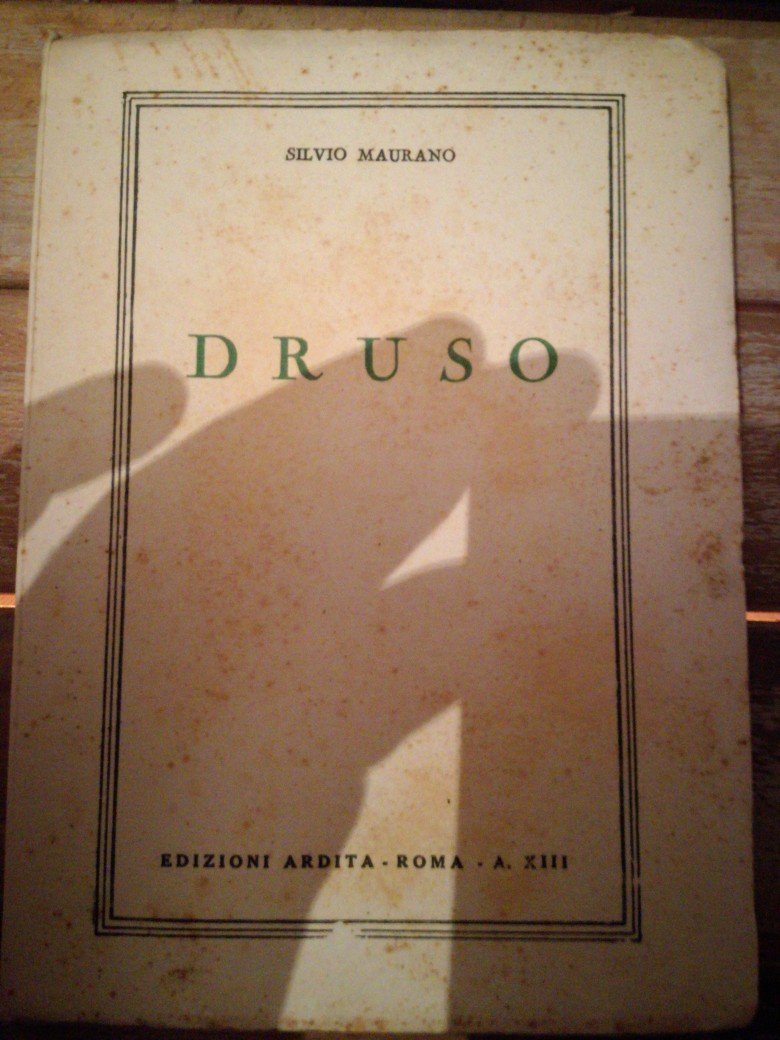 SILVIO MAURANO
DRUSO
EDIZIONI ARDITA - ROMA - A. XIII